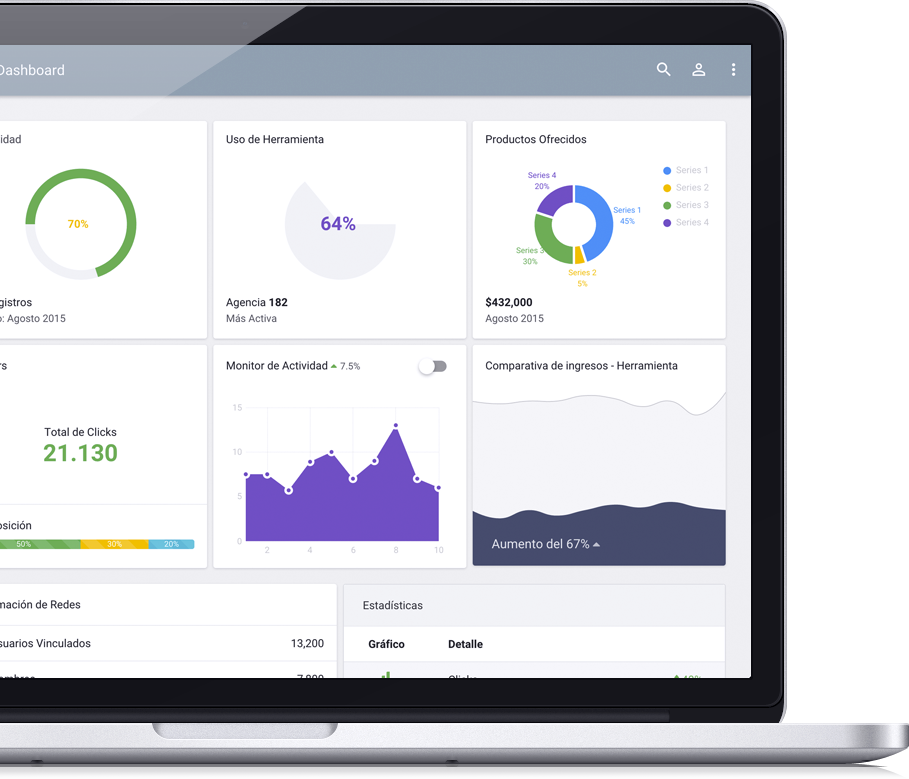 Dashboard
idad
70%
gistros
o: Agosto 2015
Uso de Herramienta
64%
Agencia 182
Más Activa
Productos Ofrecidos
Series 4
20%
Series 1
45%
Series 3
30%
Series 2
5%
Series 1
Series 2
Series 3
Series 4
$432,000
Agosto 2015
rs
Total de Clicks
21.130
osición
50% 30% 20%
Monitor de Actividad 7.5%
15
10
5
0
2 4 6 8 10
Comparativa de ingresos - Herramienta
Aumento del 67%
mación de Redes
suarios Vinculados 13,200
Estadísticas
Gráfico Detalle